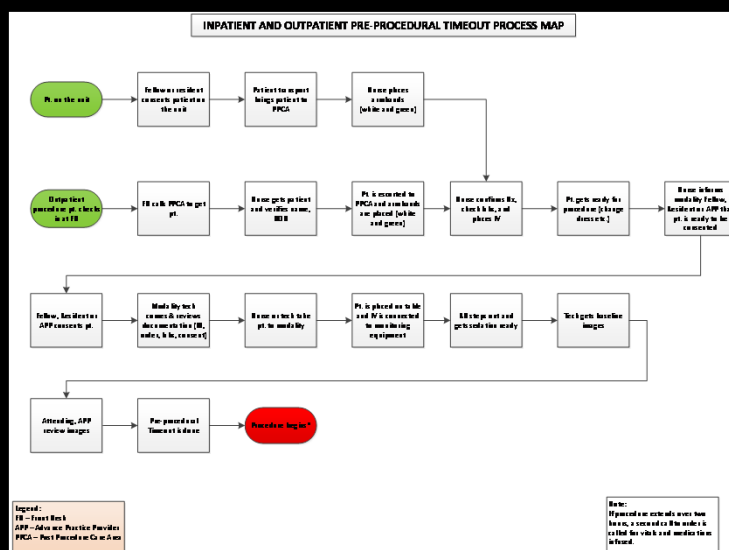 INPATIENT AND OUTPATIENT PRE-PROCEDURAL TIMEOUT PROCESS MAP
Pt. on the unit
Fellow or resident
consents patient on
the unit
Patient transport
brings patient to
PPCA
Nurse places
armbands
(white and green)
Outpatient
procedure pt. checks
in at FD
FD calls PPCA to get
pt.
Nurse gets patient
and verifies name,
DOB
Pt. is escorted to
PPCA and armbands
are placed (white
and green)
Nurse confirms Hx,
check labs, and
places IV
Pt. gets ready for
procedure (change
dress etc.)
Nurse informs
modality Fellow,
Resident or APP that
pt. is ready to be
consented
Fellow, Resident or
APP consents pt.
Modality tech
comes & reviews
documentation (ID,
order, labs, consent)
Nurse or tech take
pt. to modality
Pt. is placed on table
and IV is connected
to monitoring
equipment
RN steps out and
gets sedation ready
Tech gets baseline
images
Attending, APP
review images
Pre-procedural
Timeout is done
Procedure begins*
Legend:
FD – Front Desk
APP – Advance Practice Provider
PPCA – Post Procedure Care Area
Note:
If procedure extends over two
hours, a second call to order is
called for vitals and medications
infused.